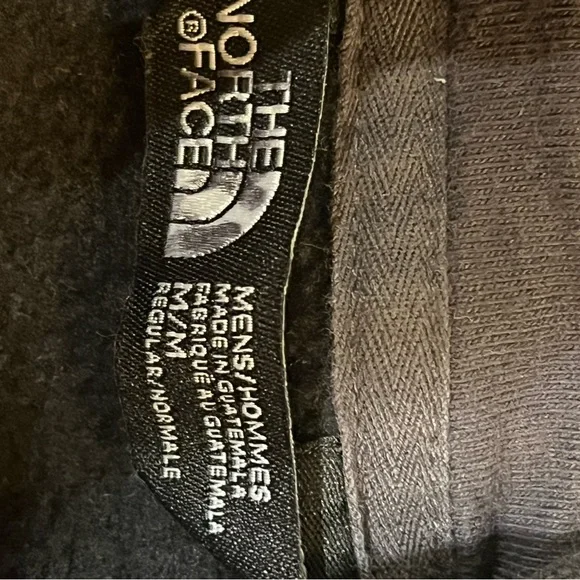 THE
NORTH
FACE
®
MENS/HOMMES
MADE IN GUATEMALA
FABRIQUÉ AU GUATEMALA
M/M
REGULAR/NORMALE